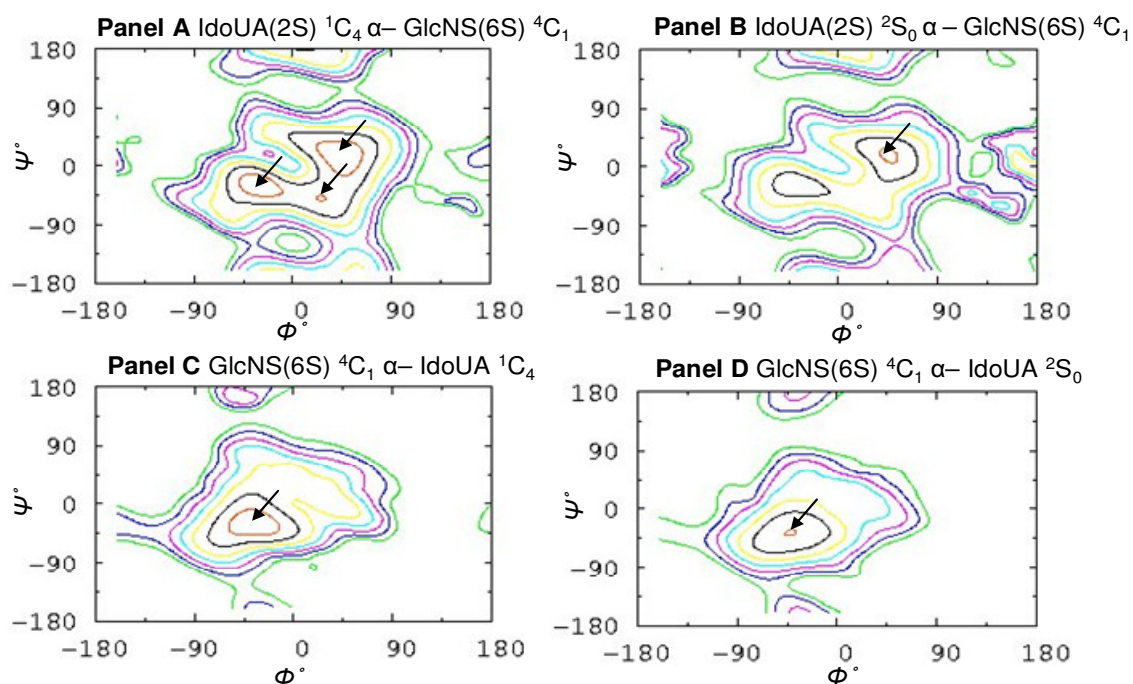 Panel A IdoUA(2S) ¹C₄ α– GlcNS(6S) ⁴C₁
180
90
0
−90
−180
ψ°
−180 −90 0 90 180
Φ°
Panel B IdoUA(2S) ²S₀ α – GlcNS(6S) ⁴C₁
180
90
0
−90
−180
ψ°
−180 −90 0 90 180
Φ°
Panel C GlcNS(6S) ⁴C₁ α– IdoUA ¹C₄
180
90
0
−90
−180
ψ°
−180 −90 0 90 180
Φ°
Panel D GlcNS(6S) ⁴C₁ α– IdoUA ²S₀
180
90
0
−90
−180
ψ°
−180 −90 0 90 180
Φ°